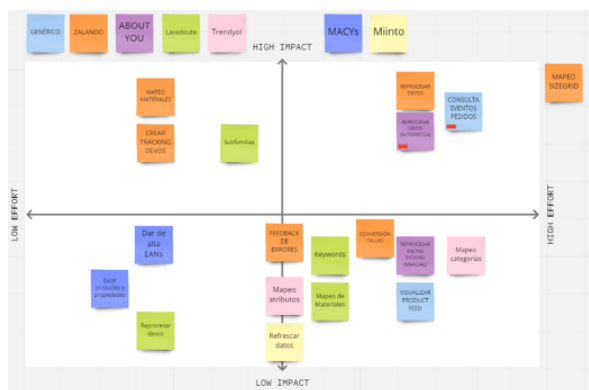 GENÉRICO
ZALANDO
ABOUT
YOU
Laredoute
Trendyol
MACYs
Miinto
HIGH IMPACT
MAPEO
MATERIALES
CREAR
TRACKING
DEVOS
Subfamilias
REPROCESAR
DEVOS
REPROCESAR
DEVOS
(AUTOMÁTICA)
CONSULTA
EVENTOS
PEDIDOS
MAPEO
SIZEGRID
LOW EFFORT
HIGH EFFORT
Dar de
alta
EANs
Excel
productos y
propiedades
Reprocesar
devos
FEEDBACK
DE
ERRORES
Mapeo
atributos
Refrescar
datos
Keywords
Mapeo de
Materiales
CONVERSIÓN
TALLAS
REPROCESAR
FALTAS
PICKING
(MANUAL)
VISUALIZAR
PRODUCT
FEED
Mapeo
categorías
LOW IMPACT